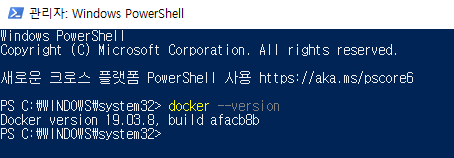 관리자: Windows PowerShell
Windows PowerShell
Copyright (C) Microsoft Corporation. All rights reserved.
새로운 크로스 플랫폼 PowerShell 사용 https://aka.ms/pscore6
PS C:₩WINDOWS₩system32> docker --version
Docker version 19.03.8, build afacb8b
PS C:₩WINDOWS₩system32>